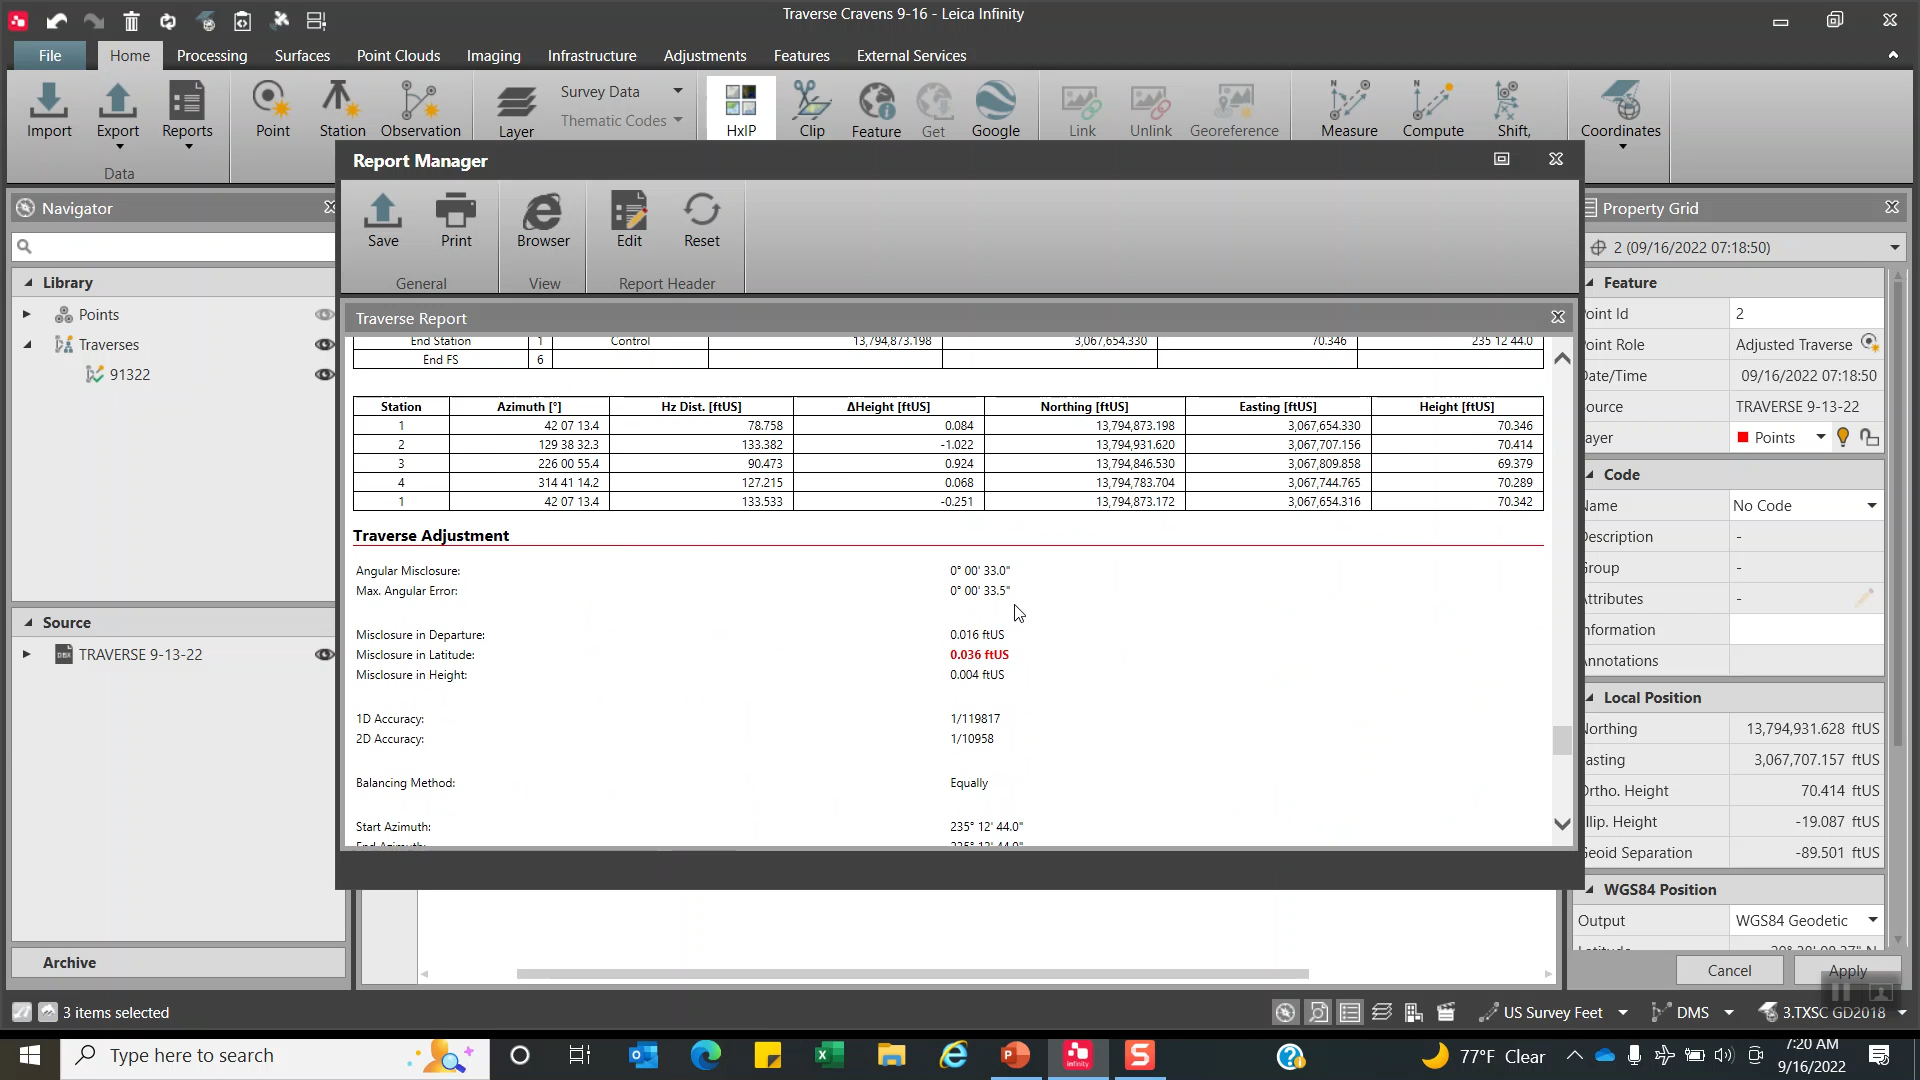 Traverse Cravens 9-16 - Leica Infinity
File Home Processing Surfaces Point Clouds Imaging Infrastructure Adjustments Features External Services
Import Export Reports Point Station Observation Layer Survey Data Thematic Codes HxIP Clip Feature Get Google Link Unlink Georeference Measure Compute Shift, Coordinates
Data
Report Manager
Save Print Browser Edit Reset
General View Report Header
Navigator
Library
Points
Traverses
91322
Source
TRAVERSE 9-13-22
Archive
Traverse Report
End Station 1 Control 13,794,873.198 3,067,654.330 70.346 235 12 44.0
End FS 6
Station Azimuth [°] Hz Dist. [ftUS] ΔHeight [ftUS] Northing [ftUS] Easting [ftUS] Height [ftUS]
1 42 07 13.4 78.758 0.084 13,794,873.198 3,067,654.330 70.346
2 129 38 32.3 133.382 -1.022 13,794,931.620 3,067,707.156 70.414
3 226 00 55.4 90.473 0.924 13,794,846.530 3,067,809.858 69.379
4 314 41 14.2 127.215 0.068 13,794,783.704 3,067,744.765 70.289
1 42 07 13.4 133.533 -0.251 13,794,873.172 3,067,654.316 70.342
Traverse Adjustment
Angular Misclosure: 0° 00' 33.0"
Max. Angular Error: 0° 00' 33.5"
Misclosure in Departure: 0.016 ftUS
Misclosure in Latitude: 0.036 ftUS
Misclosure in Height: 0.004 ftUS
1D Accuracy: 1/119817
2D Accuracy: 1/10958
Balancing Method: Equally
Start Azimuth: 235° 12' 44.0"
End Azimuth: 235° 12' 44.0"
Property Grid
2 (09/16/2022 07:18:50)
Feature
oint Id 2
oint Role Adjusted Traverse
Date/Time 09/16/2022 07:18:50
ource TRAVERSE 9-13-22
ayer Points
Code
Name No Code
Description -
Group -
Attributes -
nformation
Annotations
Local Position
Northing 13,794,931.628 ftUS
asting 3,067,707.157 ftUS
Ortho. Height 70.414 ftUS
llip. Height -19.087 ftUS
Geoid Separation -89.501 ftUS
WGS84 Position
Output WGS84 Geodetic
Cancel Apply
3 items selected
US Survey Feet DMS 3.TXSC GD2018
Type here to search
77°F Clear
7:20 AM
9/16/2022